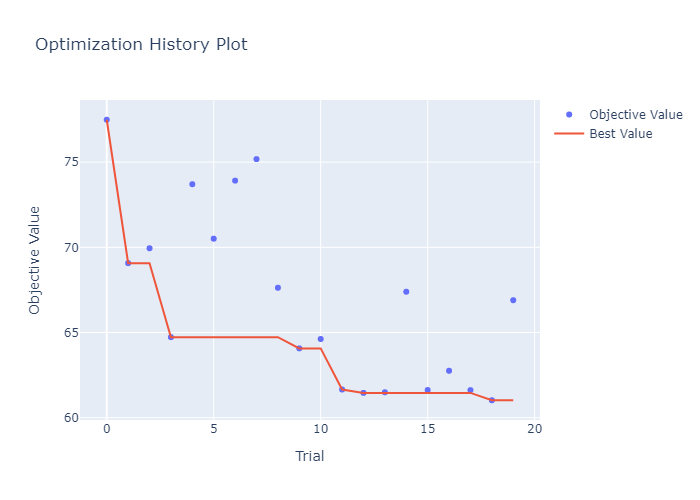 Optimization History Plot
Objective Value
Best Value
75
70
65
60
Objective Value
0
5
10
15
20
Trial